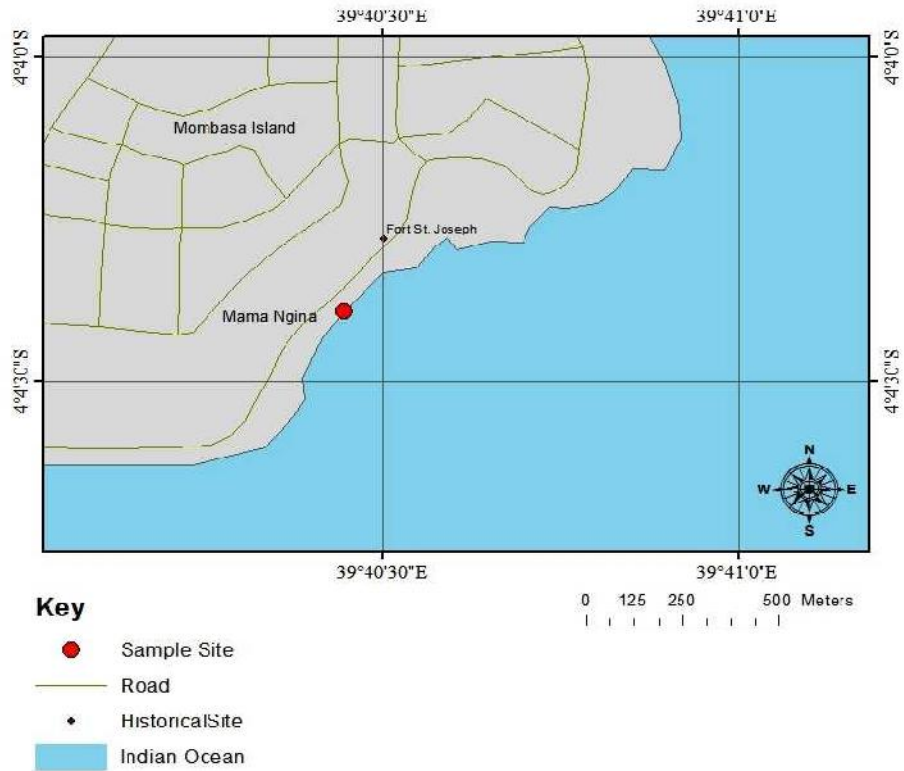 39°40'30"E 39°41'0"E
4°4'0"S 4°4'0"S
Mombasa Island
Fort St. Joseph
Mama Ngina
4°4'30"S 4°4'30"S
N
W E
S
39°40'30"E 39°41'0"E
Key
0 125 250 500 Meters
Sample Site
Road
HistoricalSite
Indian Ocean